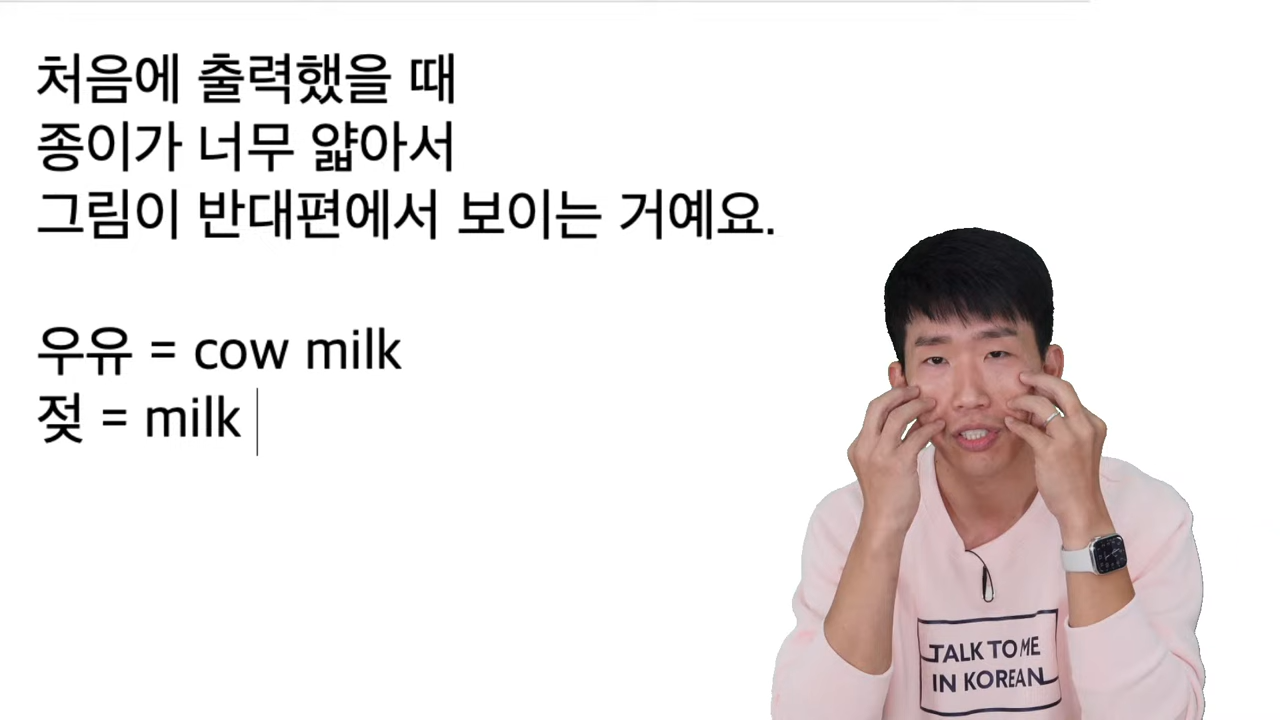 처음에 출력했을 때
종이가 너무 얇아서
그림이 반대편에서 보이는 거예요.
우유 = cow milk
젖 = milk
TALK TO ME
IN KOREAN